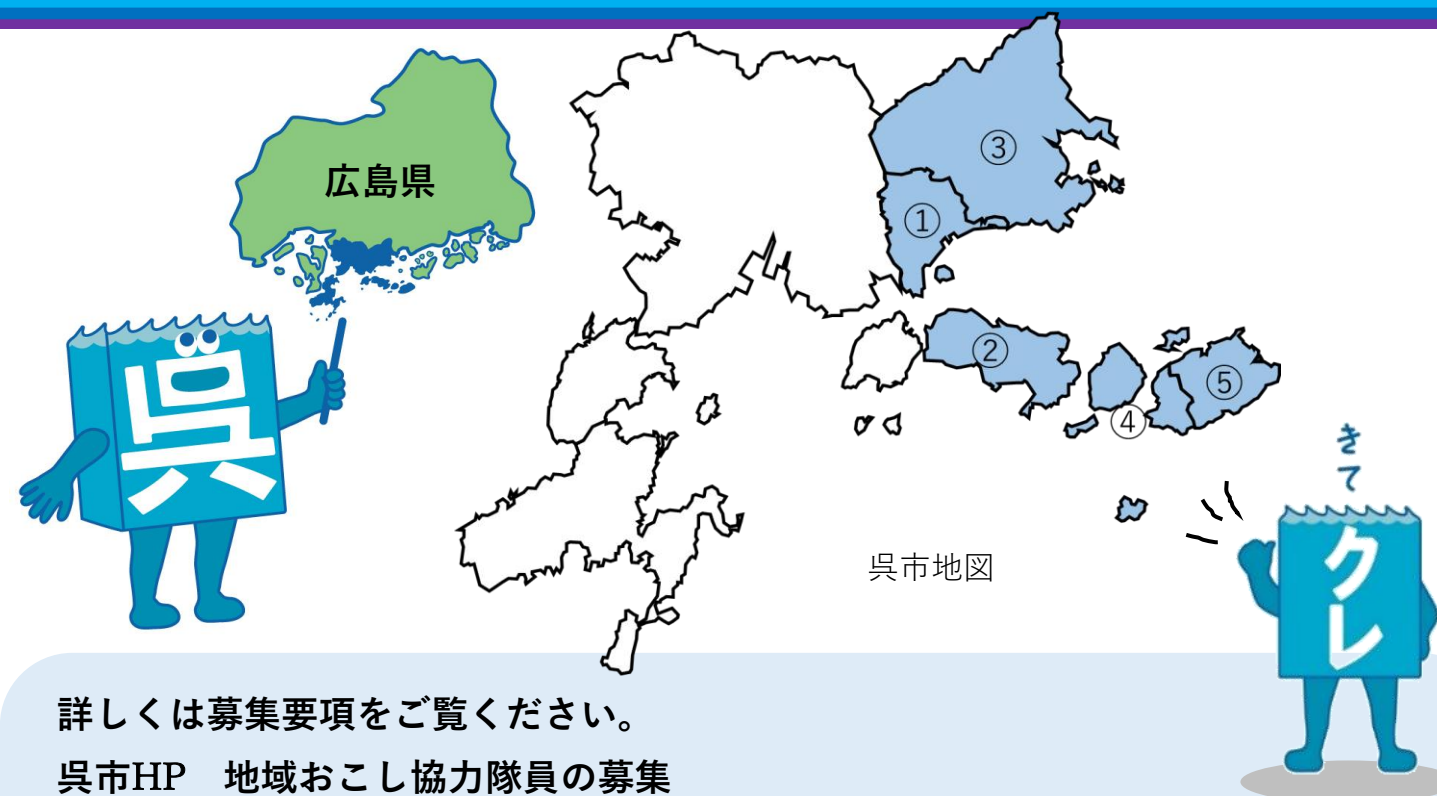 広島県
③
①
②
⑤
④
呉
きて
クレ
呉市地図
詳しくは募集要項をご覧ください。
呉市HP　地域おこし協力隊員の募集